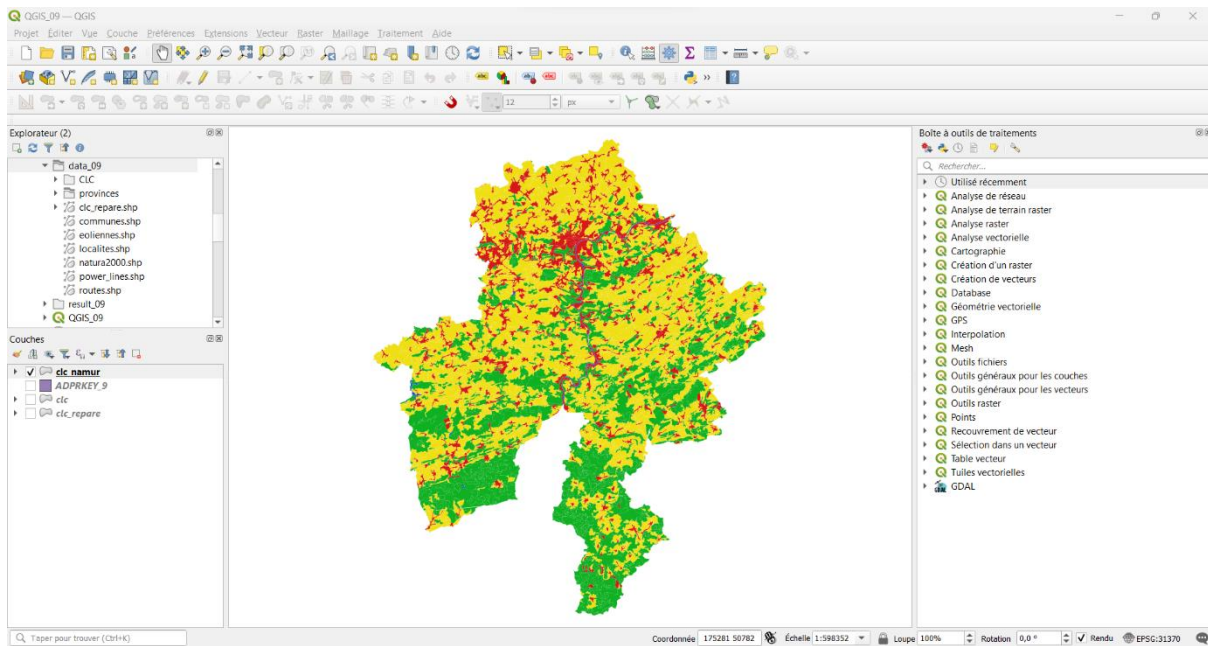 QGIS_09 — QGIS
Projet Éditer Vue Couche Préférences Extensions Vecteur Raster Maillage Traitement Aide
12 px
Explorateur (2)
data_09
CLC
provinces
clc_repare.shp
communes.shp
eoliennes.shp
localites.shp
natura2000.shp
power_lines.shp
routes.shp
result_09
QGIS_09
Couches
clc_namur
ADPRKEY_9
clc
clc_repare
Boîte à outils de traitements
Rechercher...
Utilisé récemment
Analyse de réseau
Analyse de terrain raster
Analyse raster
Analyse vectorielle
Cartographie
Création d'un raster
Création de vecteurs
Database
Géométrie vectorielle
GPS
Interpolation
Mesh
Outils fichiers
Outils généraux pour les couches
Outils généraux pour les vecteurs
Outils raster
Points
Recouvrement de vecteur
Sélection dans un vecteur
Table vecteur
Tuiles vectorielles
GDAL
Taper pour trouver (Ctrl+K)
Coordonnée 175281 50782 Échelle 1:598352 Loupe 100% Rotation 0,0 ° Rendu EPSG:31370